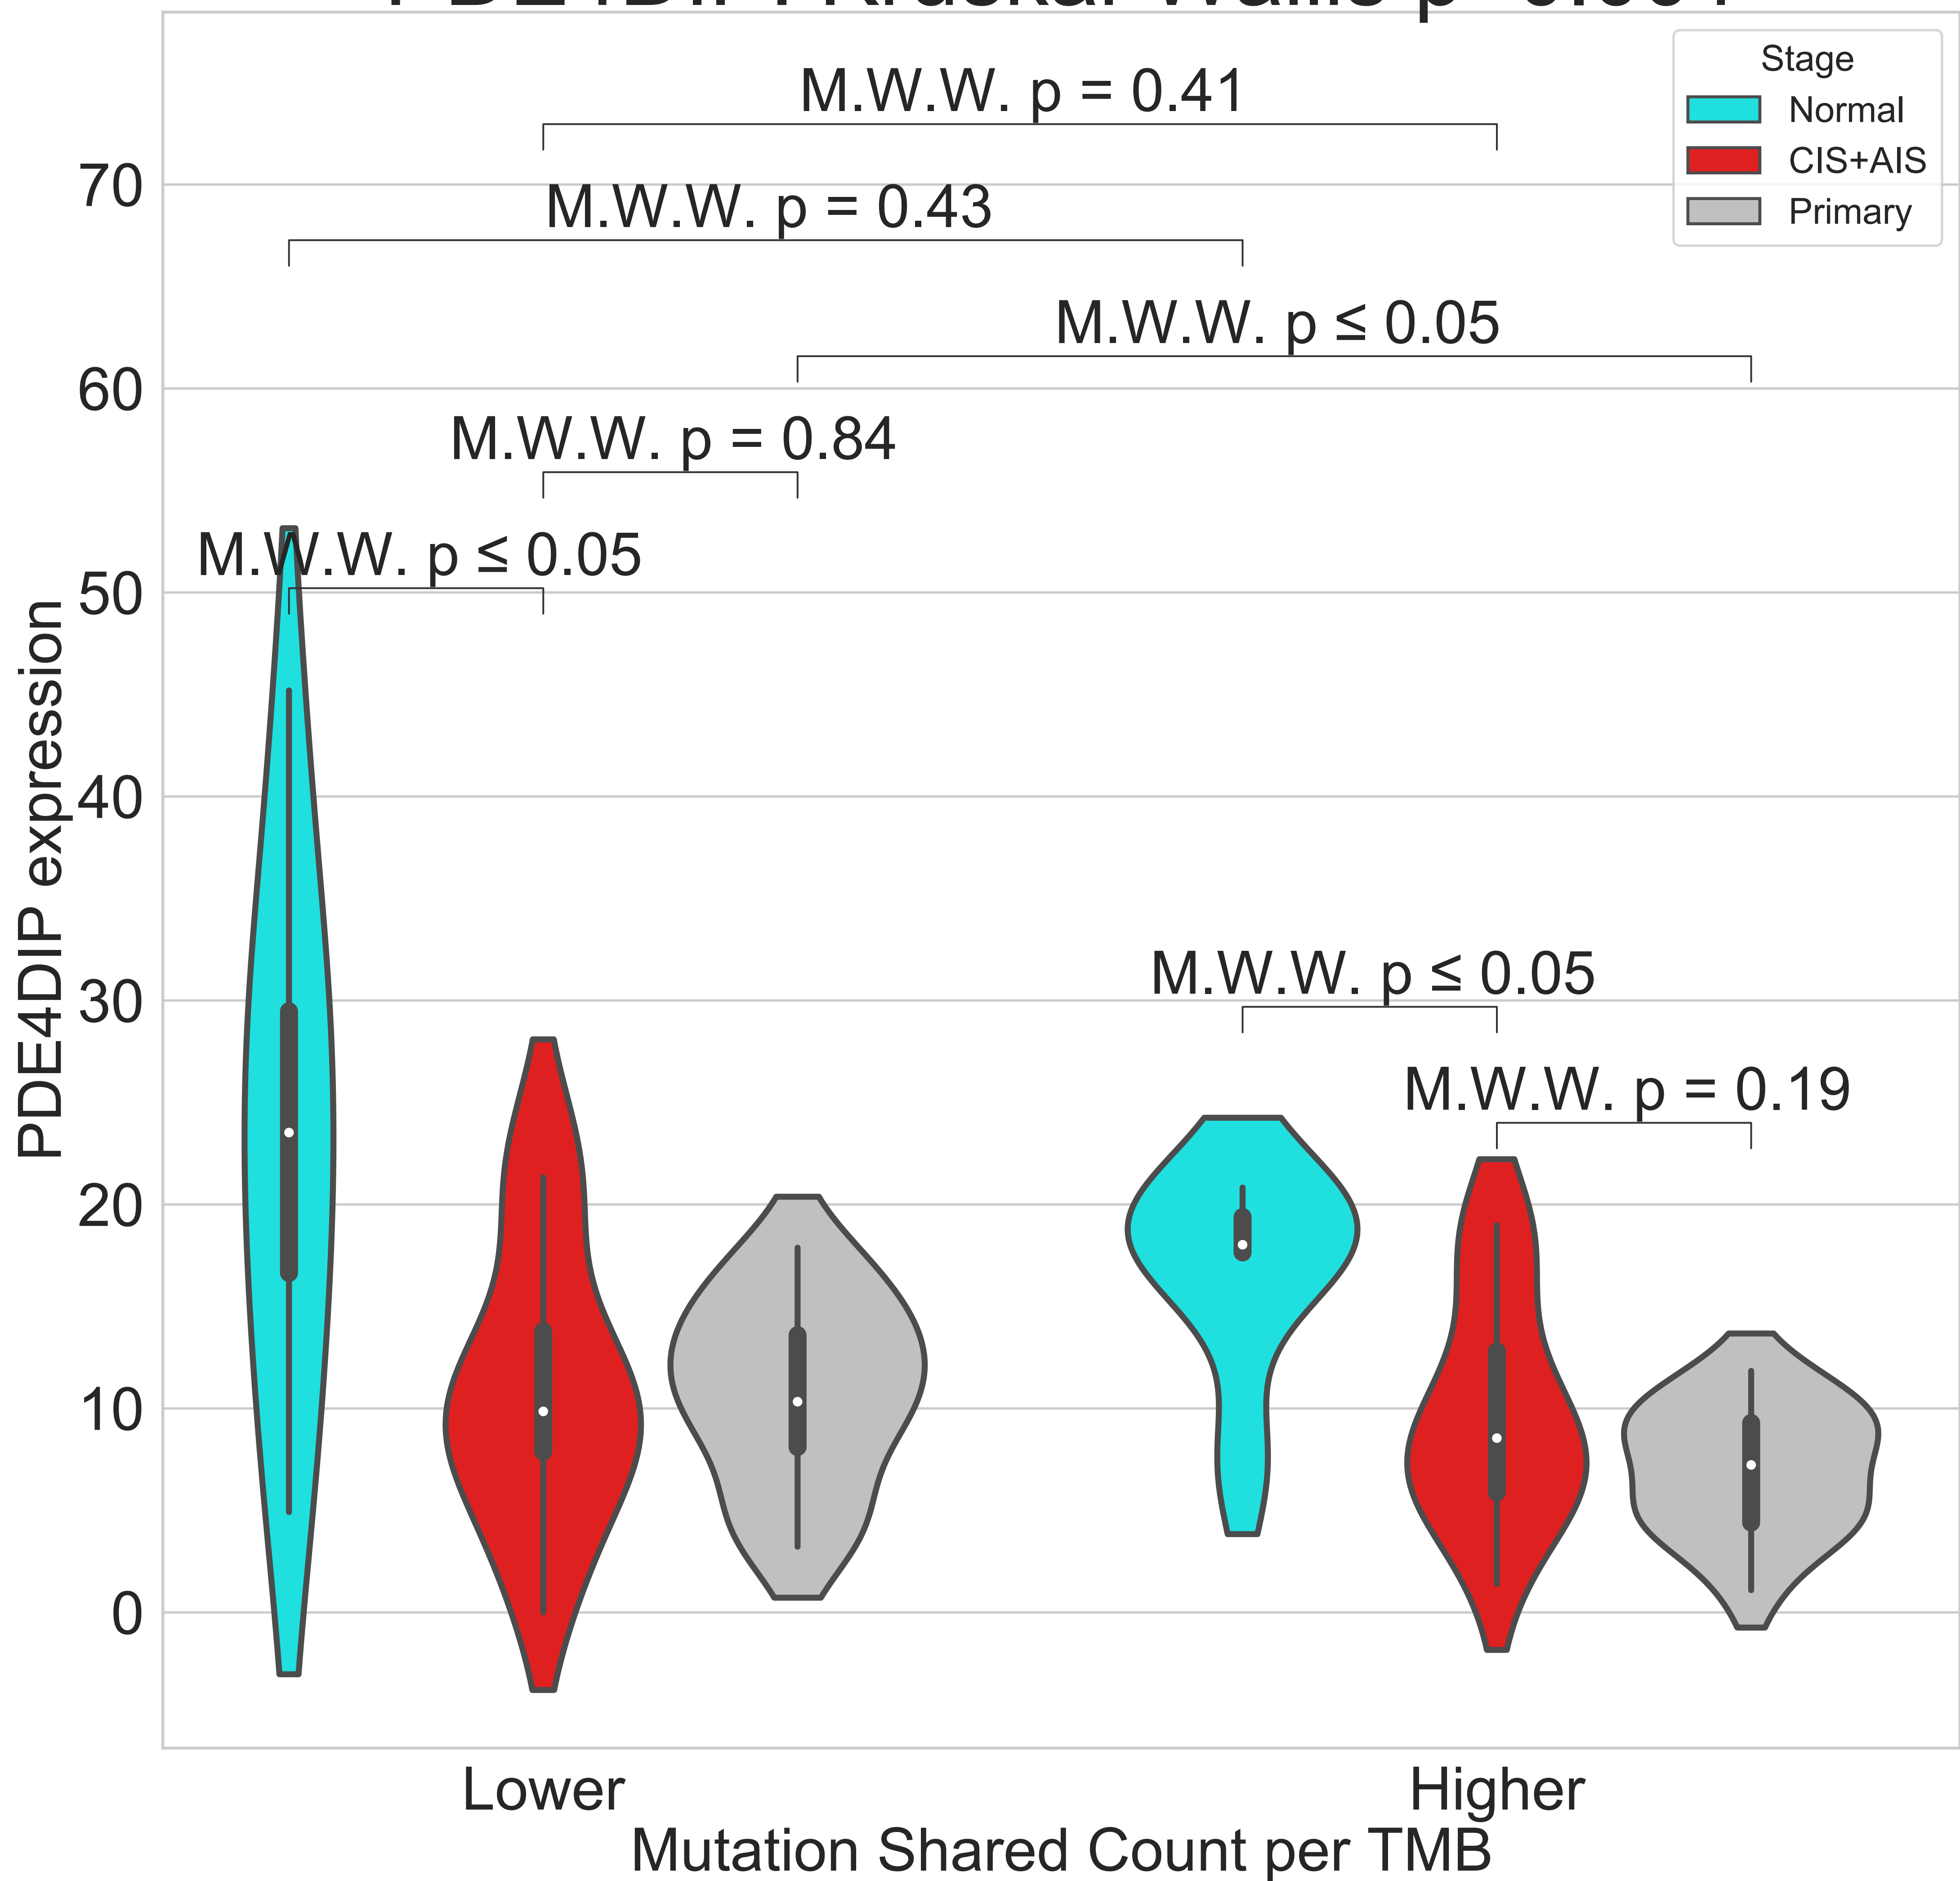 Stage
Normal
CIS+AIS
Primary
M.W.W. p = 0.41
M.W.W. p = 0.43
M.W.W. p ≤ 0.05
M.W.W. p = 0.84
M.W.W. p ≤ 0.05
M.W.W. p ≤ 0.05
M.W.W. p = 0.19
70
60
50
40
30
20
10
0
PDE4DIP expression
Lower
Higher
Mutation Shared Count per TMB